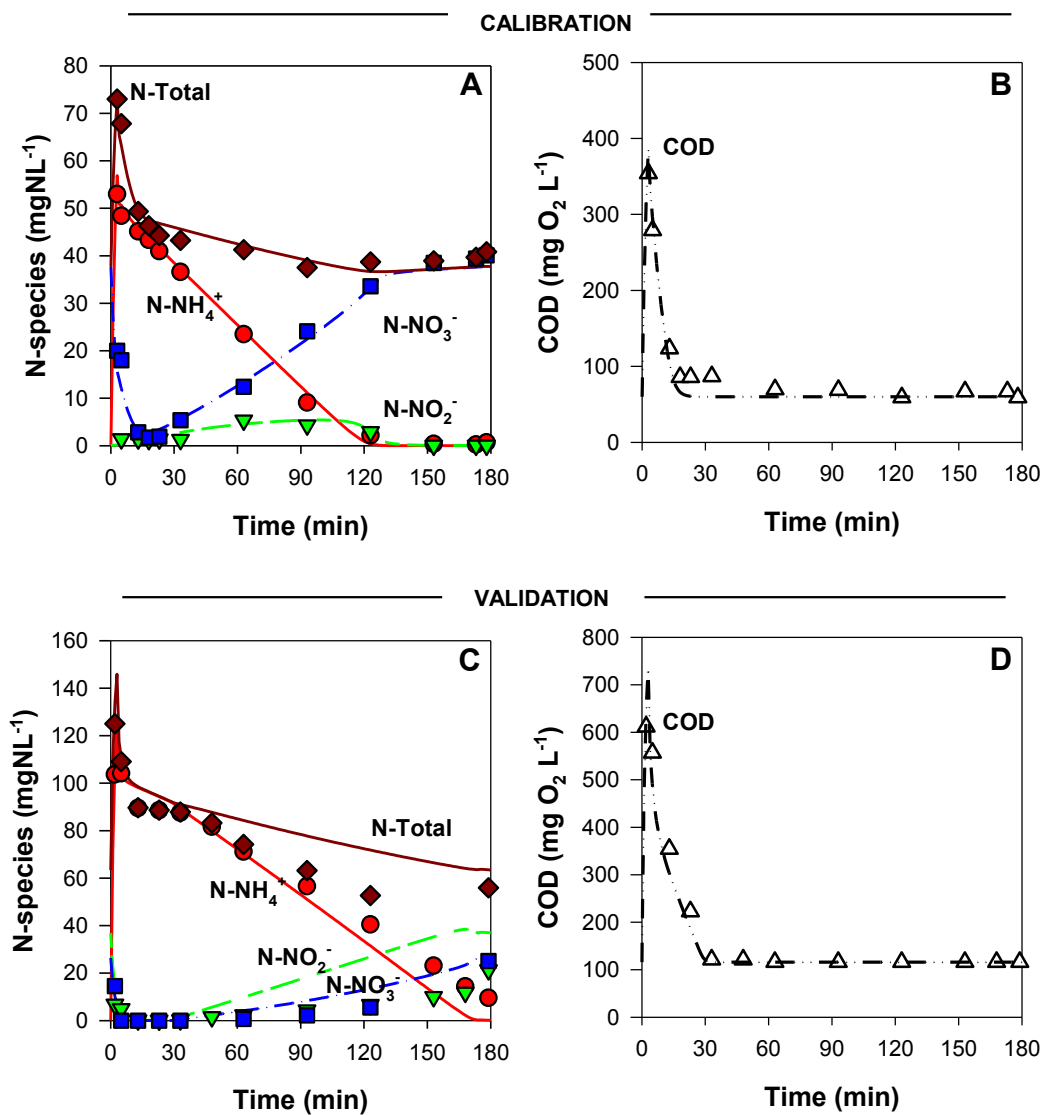 CALIBRATION
A
N-Total
N-NH₄⁺
N-NO₃⁻
N-NO₂⁻
N-species (mgNL⁻¹)
80
70
60
50
40
30
20
10
0
0 30 60 90 120 150 180
Time (min)
B
COD
COD (mg O₂ L⁻¹)
500
400
300
200
100
0
0 30 60 90 120 150 180
Time (min)
VALIDATION
C
N-Total
N-NH₄⁺
N-NO₂⁻
N-NO₃⁻
N-species (mgNL⁻¹)
160
140
120
100
80
60
40
20
0
0 30 60 90 120 150 180
Time (min)
D
COD
COD (mg O₂ L⁻¹)
800
700
600
500
400
300
200
100
0
0 30 60 90 120 150 180
Time (min)